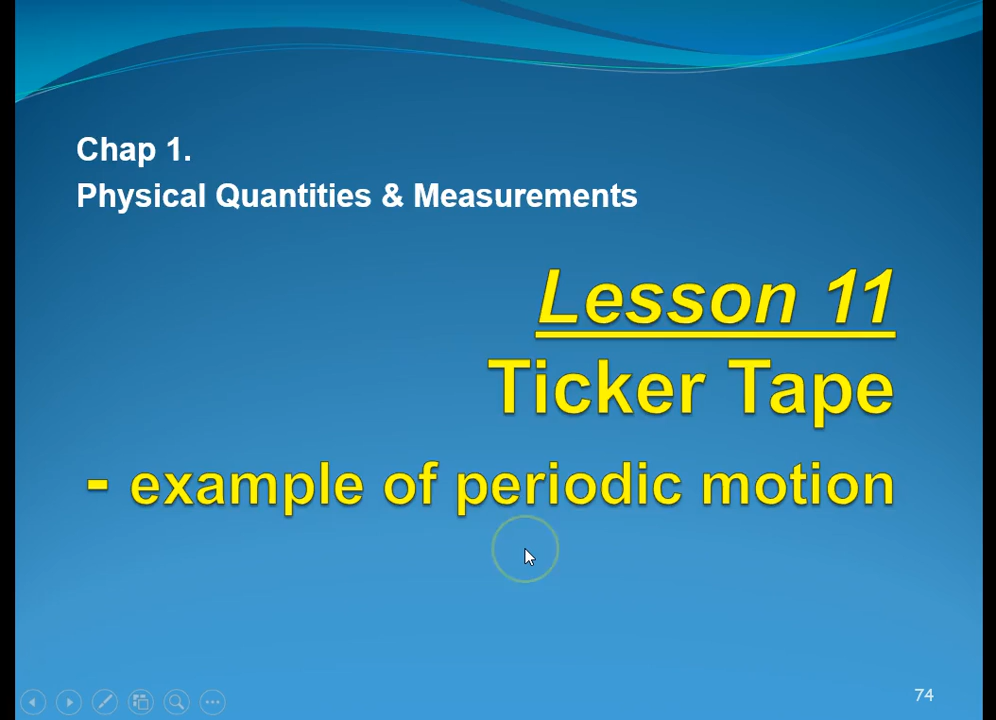 Chap 1.
Physical Quantities & Measurements
Lesson 11
Ticker Tape
- example of periodic motion
74